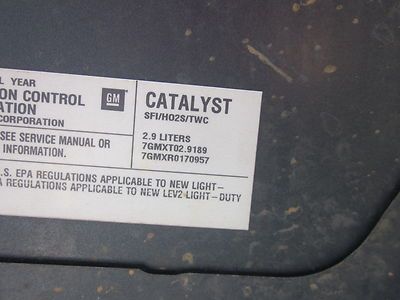 L YEAR
ON CONTROL
ATION
CORPORATION
SEE SERVICE MANUAL OR
INFORMATION.
GM
CATALYST
SFI/HO2S/TWC
2.9 LITERS
7GMXT02.9189
7GMXR0170957
.S. EPA REGULATIONS APPLICABLE TO NEW LIGHT-
A REGULATIONS APPLICABLE TO NEW LEV2 LIGHT-DUTY